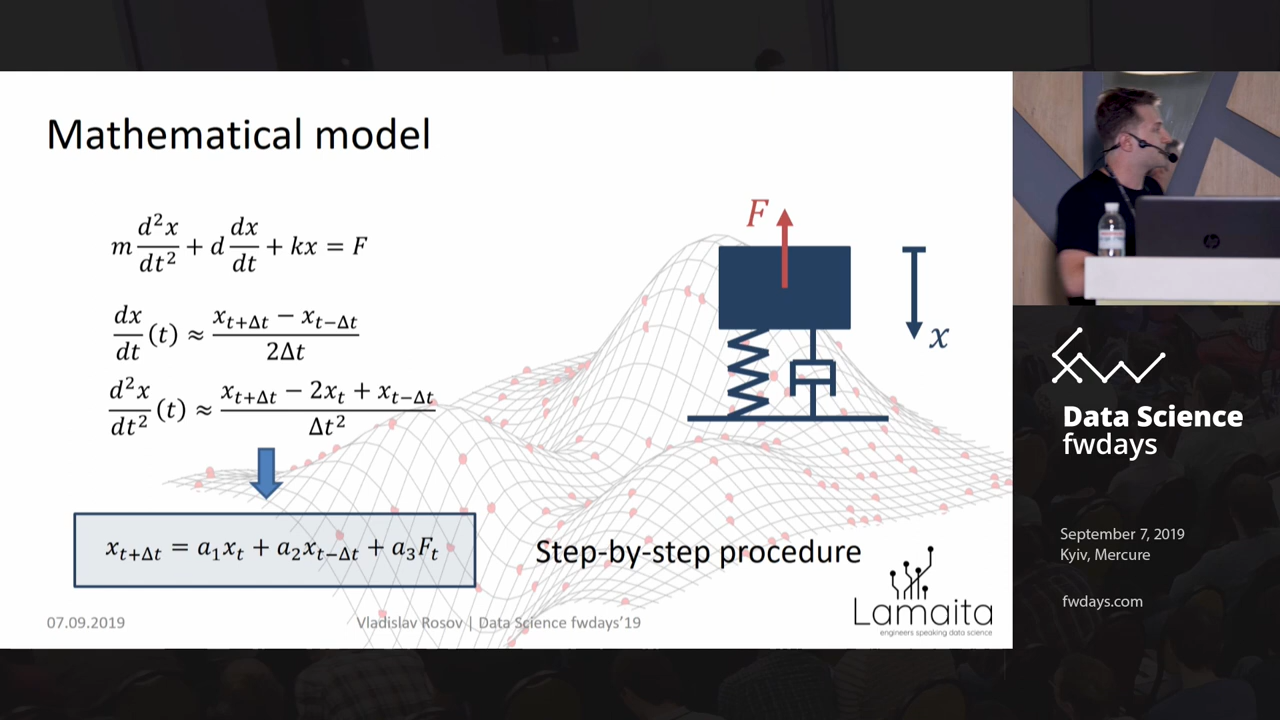 Mathematical model
m d²x/dt² + d dx/dt + kx = F
dx/dt (t) ≈ (x_{t+Δt} − x_{t−Δt}) / 2Δt
d²x/dt² (t) ≈ (x_{t+Δt} − 2x_t + x_{t−Δt}) / Δt²
x_{t+Δt} = a₁x_t + a₂x_{t−Δt} + a₃F_t
F
x
Step-by-step procedure
Lamaita
engineers speaking data science
07.09.2019
Vladislav Rosov | Data Science fwdays'19
hp
Data Science
fwdays
September 7, 2019
Kyiv, Mercure
fwdays.com